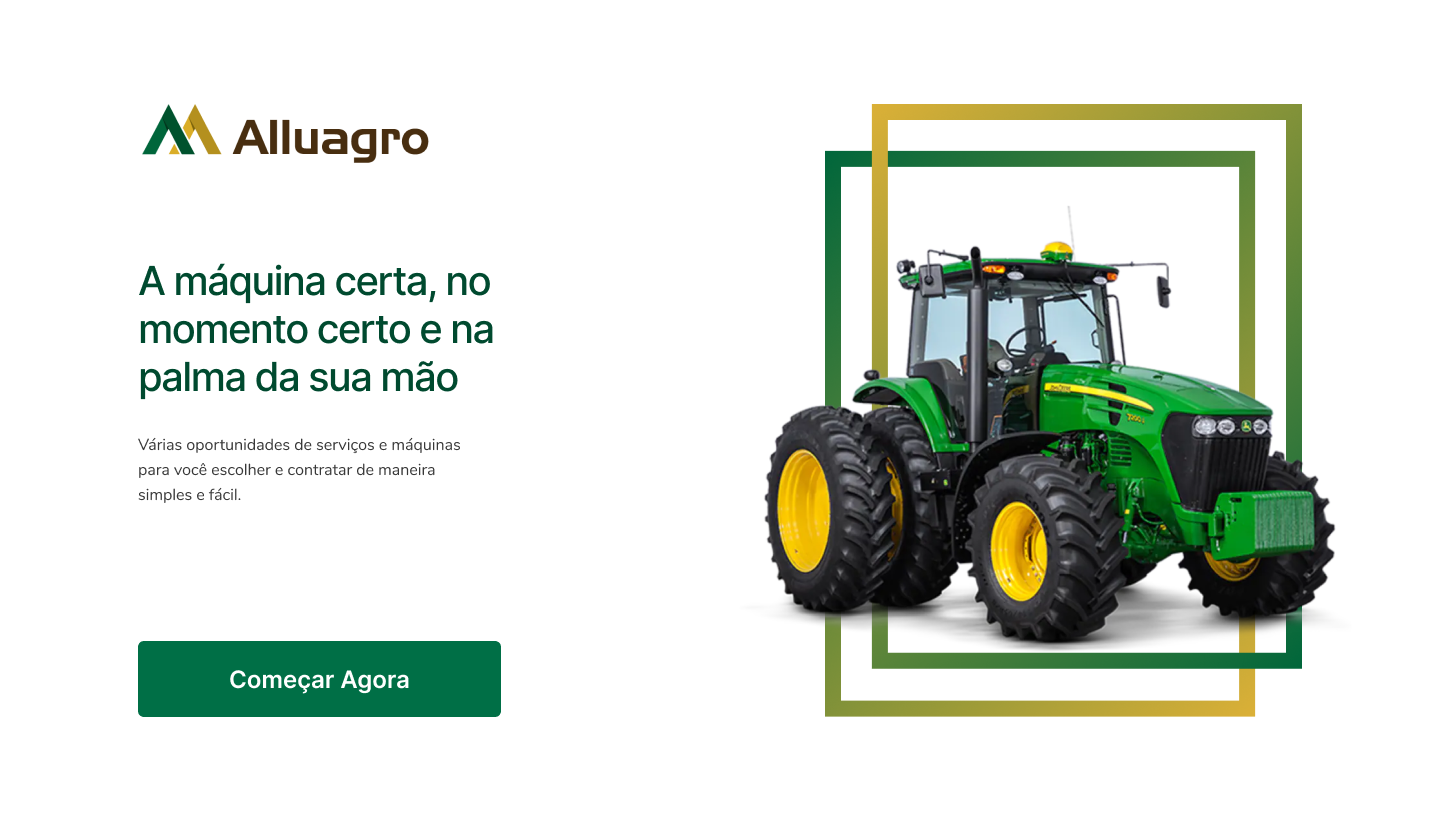 Alluagro
A máquina certa, no
momento certo e na
palma da sua mão
Várias oportunidades de serviços e máquinas
para você escolher e contratar de maneira
simples e fácil.
Começar Agora